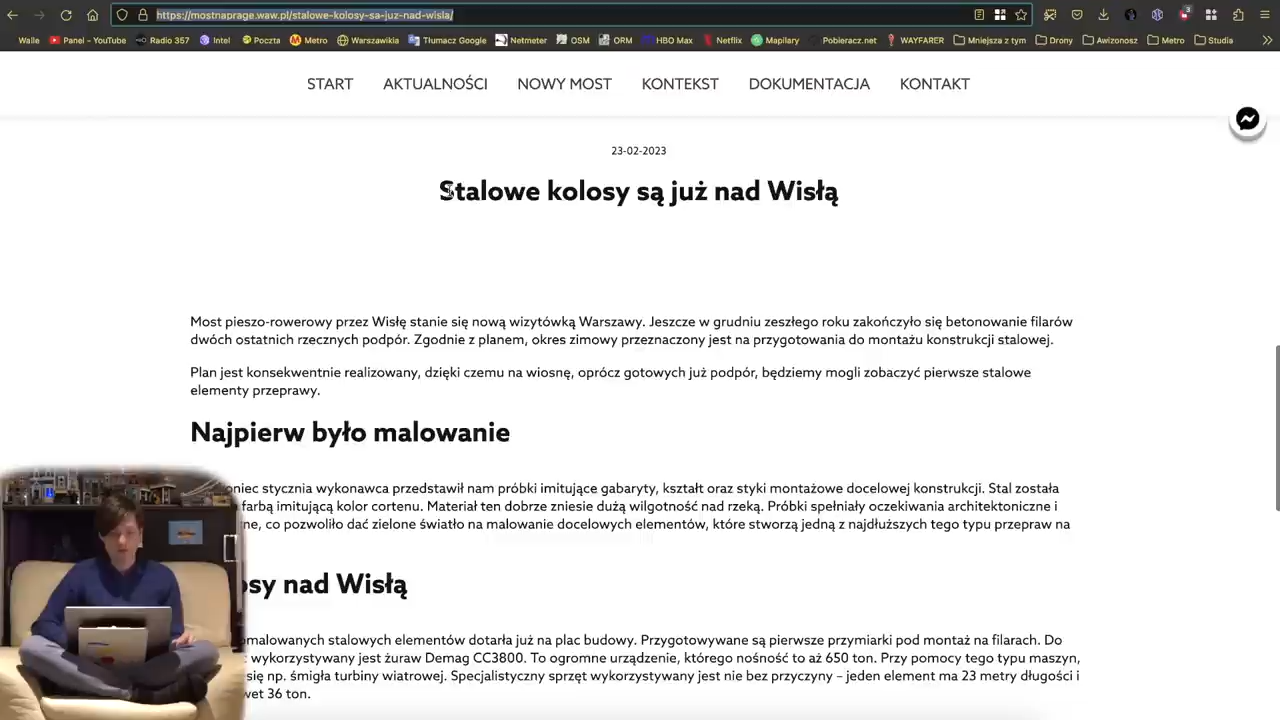 https://mostnaprage.waw.pl/stalowe-kolosy-sa-juz-nad-wisla/
3
Walle Panel – YouTube Radio 357 Intel Poczta Metro Warszawikia Tłumacz Google Netmeter OSM ORM HBO Max Netflix Mapilary Pobieracz.net WAYFARER Mniejsza z tym Drony Awizonosz Metro Studia
START AKTUALNOŚCI NOWY MOST KONTEKST DOKUMENTACJA KONTAKT
23-02-2023
Stalowe kolosy są już nad Wisłą
Most pieszo-rowerowy przez Wisłę stanie się nową wizytówką Warszawy. Jeszcze w grudniu zeszłego roku zakończyło się betonowanie filarów
dwóch ostatnich rzecznych podpór. Zgodnie z planem, okres zimowy przeznaczony jest na przygotowania do montażu konstrukcji stalowej.
Plan jest konsekwentnie realizowany, dzięki czemu na wiosnę, oprócz gotowych już podpór, będziemy mogli zobaczyć pierwsze stalowe
elementy przeprawy.
Najpierw było malowanie
stycznia wykonawca przedstawił nam próbki imitujące gabaryty, kształt oraz styki montażowe docelowej konstrukcji. Stal została
farbą imitującą kolor cortenu. Materiał ten dobrze zniesie dużą wilgotność nad rzeką. Próbki spełniały oczekiwania architektoniczne i
co pozwoliło dać zielone światło na malowanie docelowych elementów, które stworzą jedną z najdłuższych tego typu przepraw na
nad Wisłą
stalowych elementów dotarła już na plac budowy. Przygotowywane są pierwsze przymiarki pod montaż na filarach. Do
wykorzystywany jest żuraw Demag CC3800. To ogromne urządzenie, którego nośność to aż 650 ton. Przy pomocy tego typu maszyn,
się np. śmigła turbiny wiatrowej. Specjalistyczny sprzęt wykorzystywany jest nie bez przyczyny – jeden element ma 23 metry długości i
36 ton.